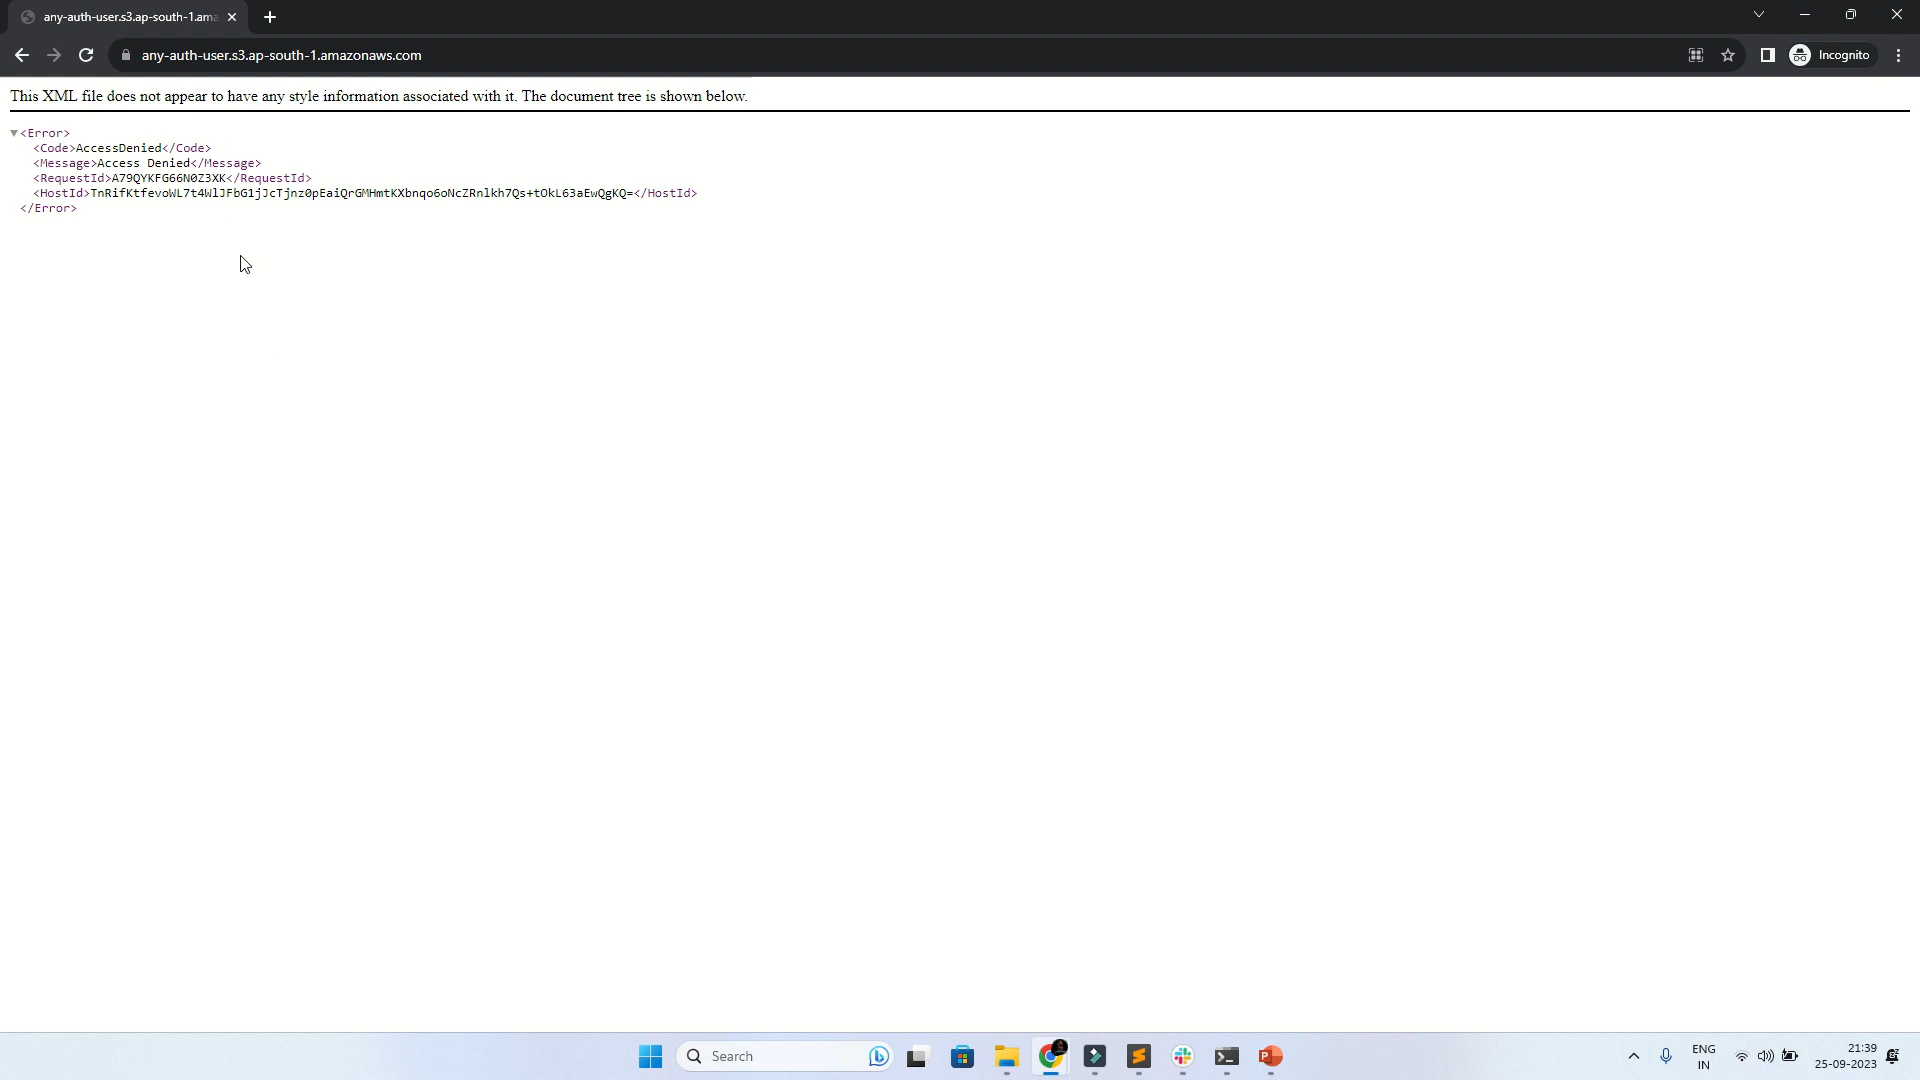 any-auth-user.s3.ap-south-1.ama
any-auth-user.s3.ap-south-1.amazonaws.com
Incognito
This XML file does not appear to have any style information associated with it. The document tree is shown below.
<Error>
<Code>AccessDenied</Code>
<Message>Access Denied</Message>
<RequestId>A79QYKFG66N0Z3XK</RequestId>
<HostId>TnRifKtfevoWL7t4WlJFbG1jJcTjnz0pEaiQrGMHmtKXbnqo6oNcZRnlkh7Qs+tOkL63aEwQgKQ=</HostId>
</Error>
Search
ENG
IN
21:39
25-09-2023